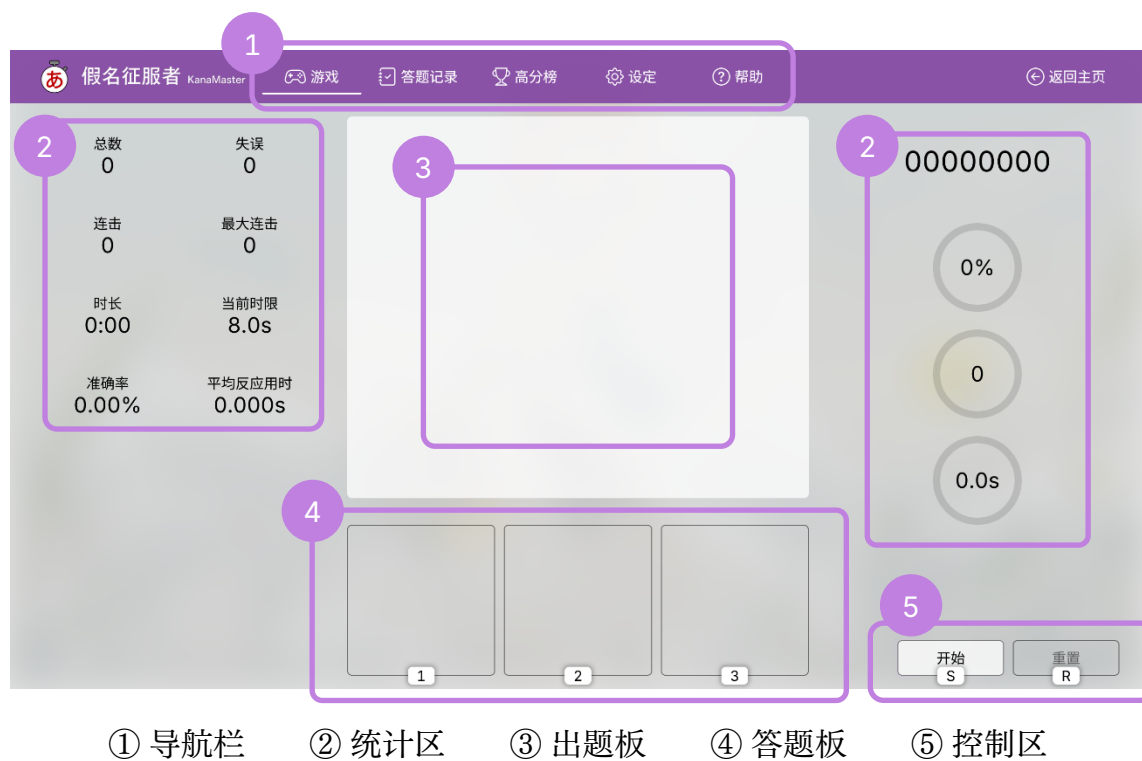 1
あ 假名征服者 KanaMaster 游戏 答题记录 高分榜 设定 帮助 返回主页
2
总数 失误
0 0
连击 最大连击
0 0
时长 当前时限
0:00 8.0s
准确率 平均反应用时
0.00% 0.000s
3
2
00000000
0%
0
0.0s
4
1 2 3
5
开始 重置
S R
① 导航栏 ② 统计区 ③ 出题板 ④ 答题板 ⑤ 控制区